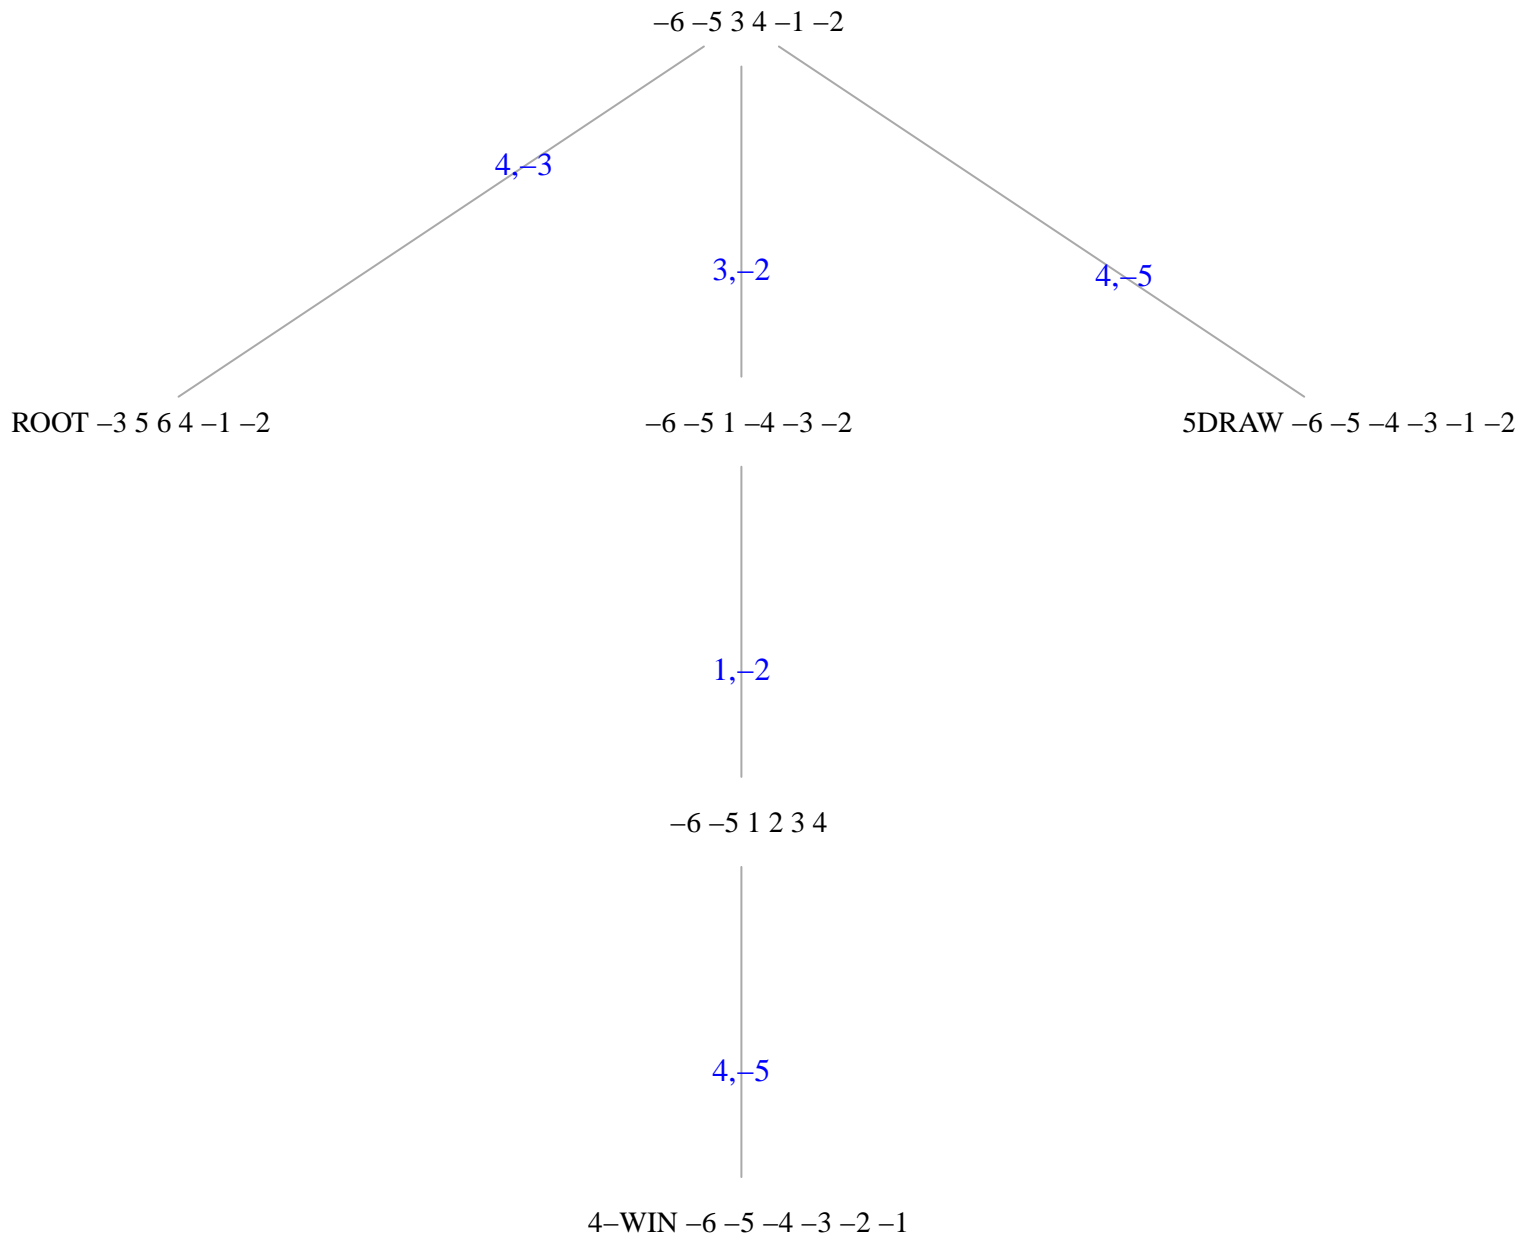 –6 –5 3 4 –1 –2
4,–3
3,–2
4,–5
ROOT –3 5 6 4 –1 –2
–6 –5 1 –4 –3 –2
5DRAW –6 –5 –4 –3 –1 –2
1,–2
–6 –5 1 2 3 4
4,–5
4–WIN –6 –5 –4 –3 –2 –1